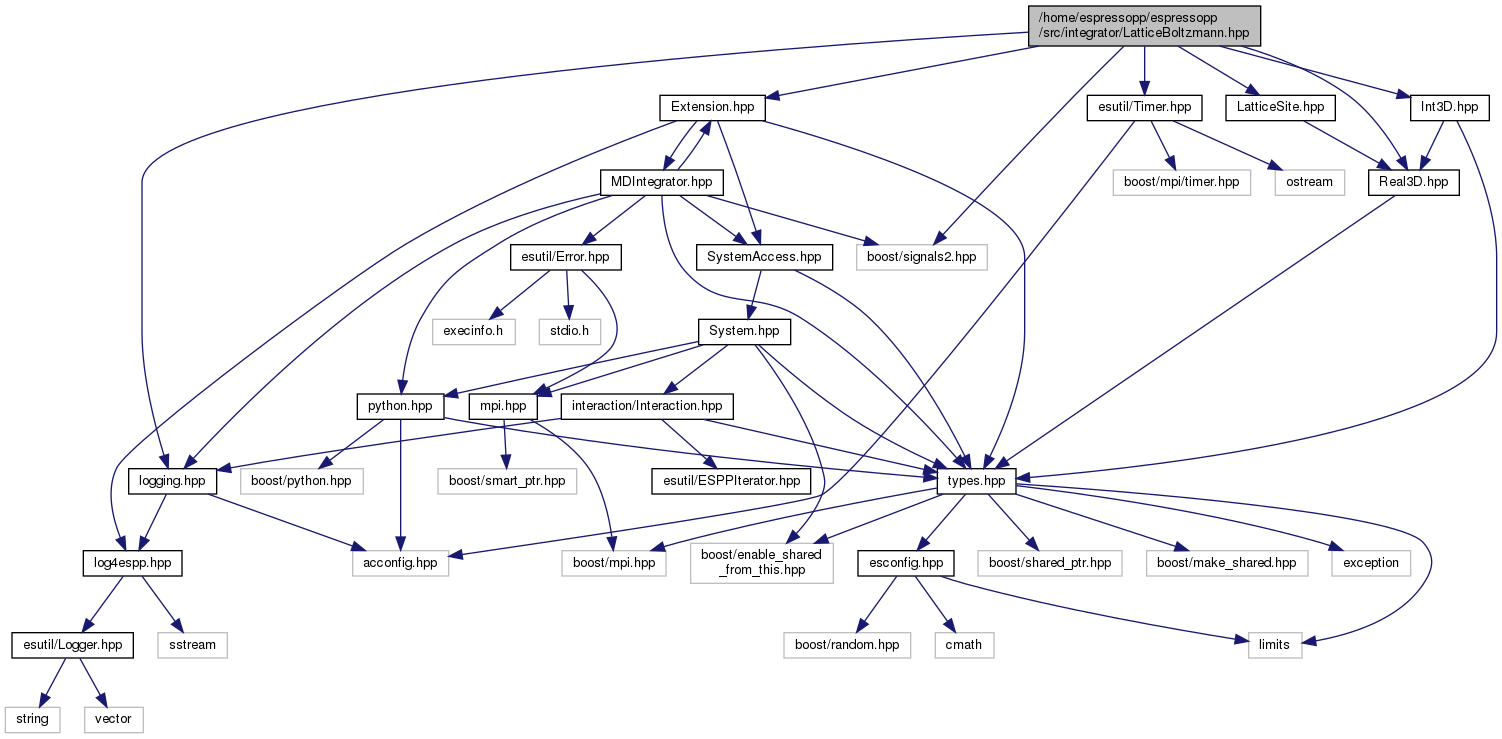 /home/espressopp/espressopp
/src/integrator/LatticeBoltzmann.hpp
Extension.hpp
esutil/Timer.hpp
LatticeSite.hpp
Int3D.hpp
MDIntegrator.hpp
boost/mpi/timer.hpp
ostream
Real3D.hpp
esutil/Error.hpp
SystemAccess.hpp
boost/signals2.hpp
execinfo.h
stdio.h
System.hpp
python.hpp
mpi.hpp
interaction/Interaction.hpp
logging.hpp
boost/python.hpp
boost/smart_ptr.hpp
esutil/ESPPIterator.hpp
types.hpp
log4espp.hpp
acconfig.hpp
boost/mpi.hpp
boost/enable_shared
_from_this.hpp
esconfig.hpp
boost/shared_ptr.hpp
boost/make_shared.hpp
exception
esutil/Logger.hpp
sstream
boost/random.hpp
cmath
limits
string
vector